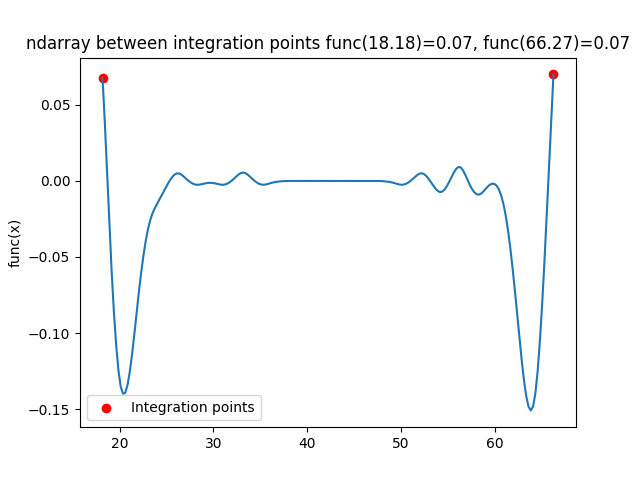 ndarray between integration points func(18.18)=0.07, func(66.27)=0.07
func(x)
0.05
0.00
−0.05
−0.10
−0.15
Integration points
20 30 40 50 60